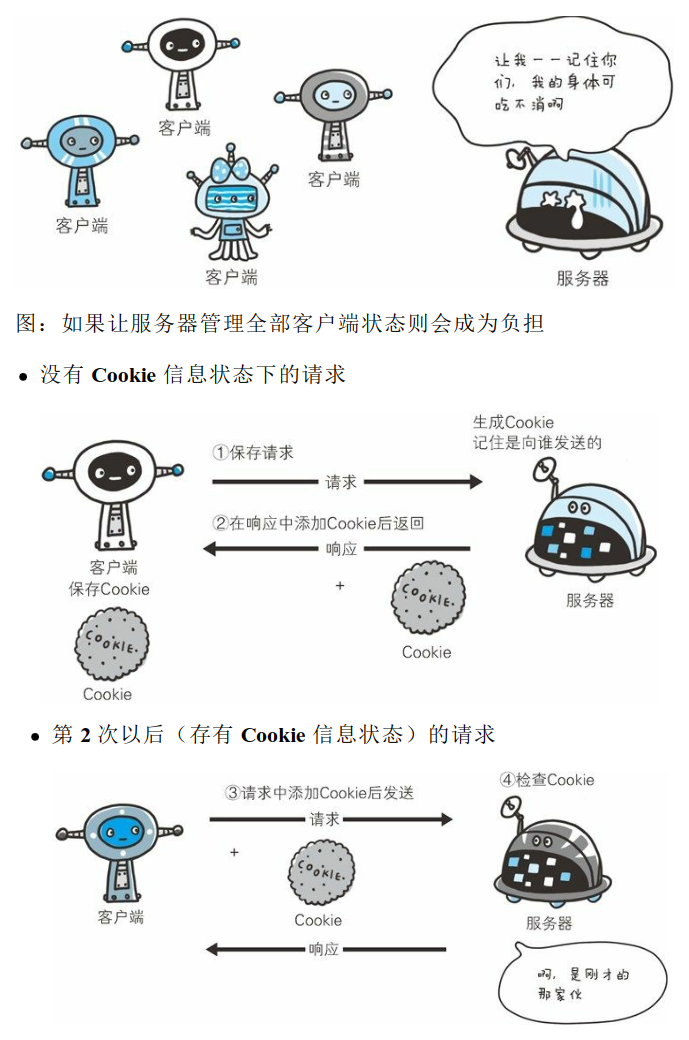 让我一一记住你
们，我的身体可
吃不消啊
客户端
客户端
客户端
客户端
服务器
图：如果让服务器管理全部客户端状态则会成为负担
• 没有 Cookie 信息状态下的请求
生成Cookie
记住是向谁发送的
①保存请求
请求
②在响应中添加Cookie后返回
响应
客户端
保存Cookie
+
服务器
COOKIE.
COOKIE.
Cookie
Cookie
• 第 2 次以后（存有 Cookie 信息状态）的请求
④检查Cookie
③请求中添加Cookie后发送
请求
+
COOKIE.
客户端
Cookie
服务器
响应
啊，是刚才的
那家伙